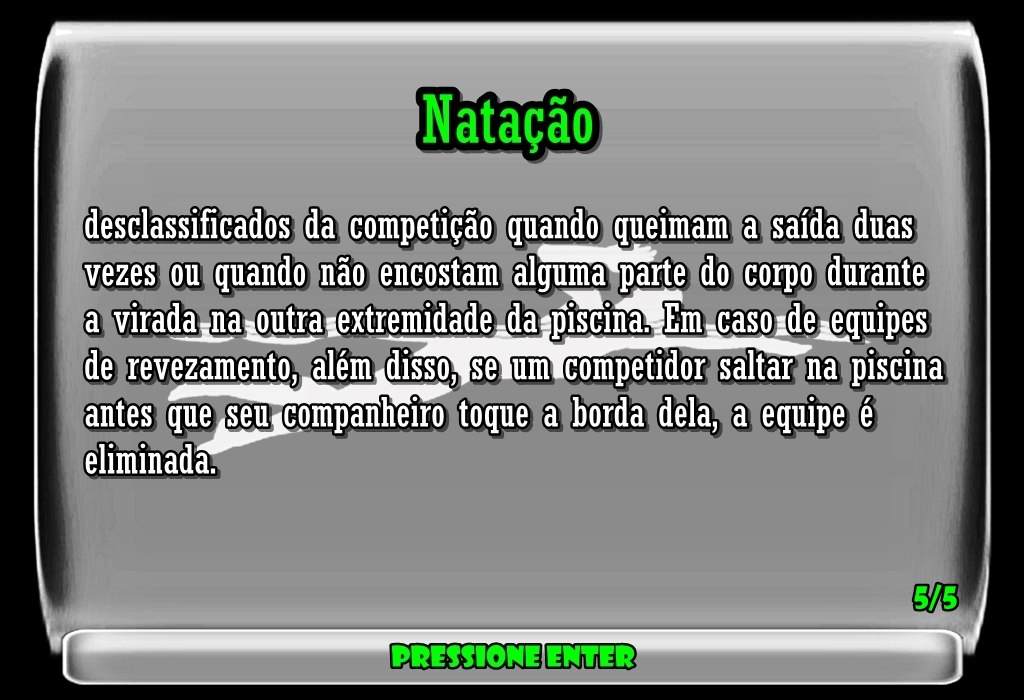 Natação
desclassificados da competição quando queimam a saída duas
vezes ou quando não encostam alguma parte do corpo durante
a virada na outra extremidade da piscina. Em caso de equipes
de revezamento, além disso, se um competidor saltar na piscina
antes que seu companheiro toque a borda dela, a equipe é
eliminada.
5/5
PRESSIONE ENTER